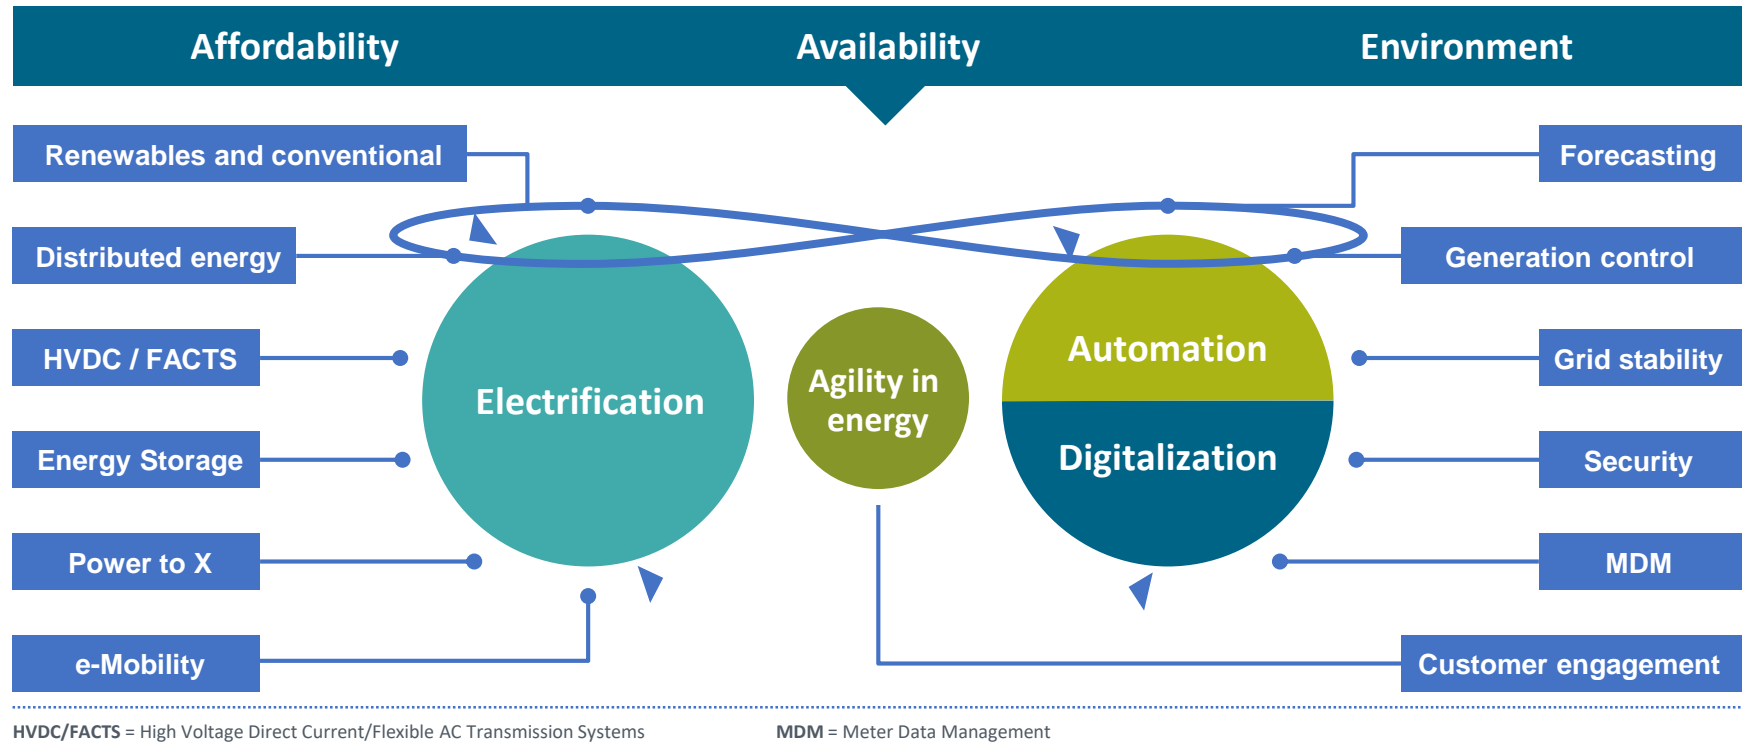 Affordability
Availability
Environment
Renewables and conventional
Forecasting
Distributed energy
Generation control
HVDC / FACTS
Grid stability
Energy Storage
Security
Power to X
MDM
e-Mobility
Customer engagement
Electrification
Agility in
energy
Automation
Digitalization
HVDC/FACTS = High Voltage Direct Current/Flexible AC Transmission Systems
MDM = Meter Data Management